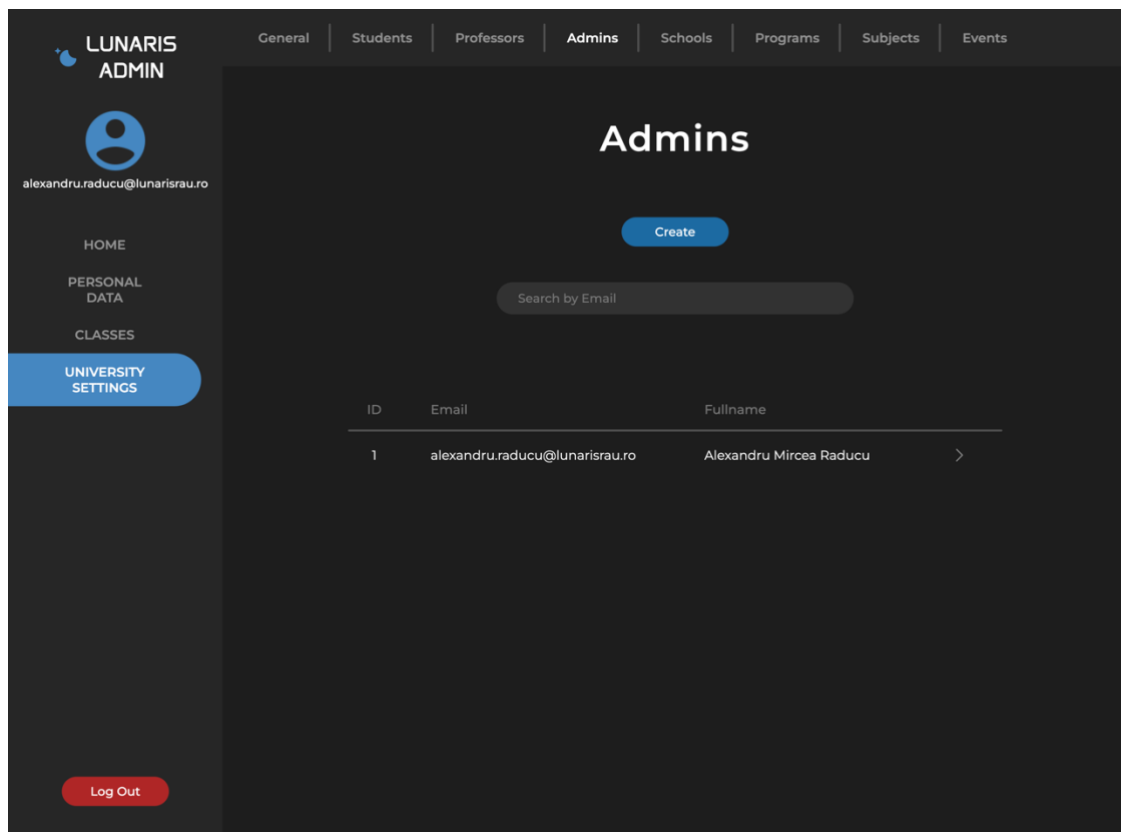 LUNARIS
ADMIN
alexandru.raducu@lunarisrau.ro
HOME
PERSONAL
DATA
CLASSES
UNIVERSITY
SETTINGS
Log Out
General Students Professors Admins Schools Programs Subjects Events
Admins
Create
Search by Email
ID Email Fullname
1 alexandru.raducu@lunarisrau.ro Alexandru Mircea Raducu